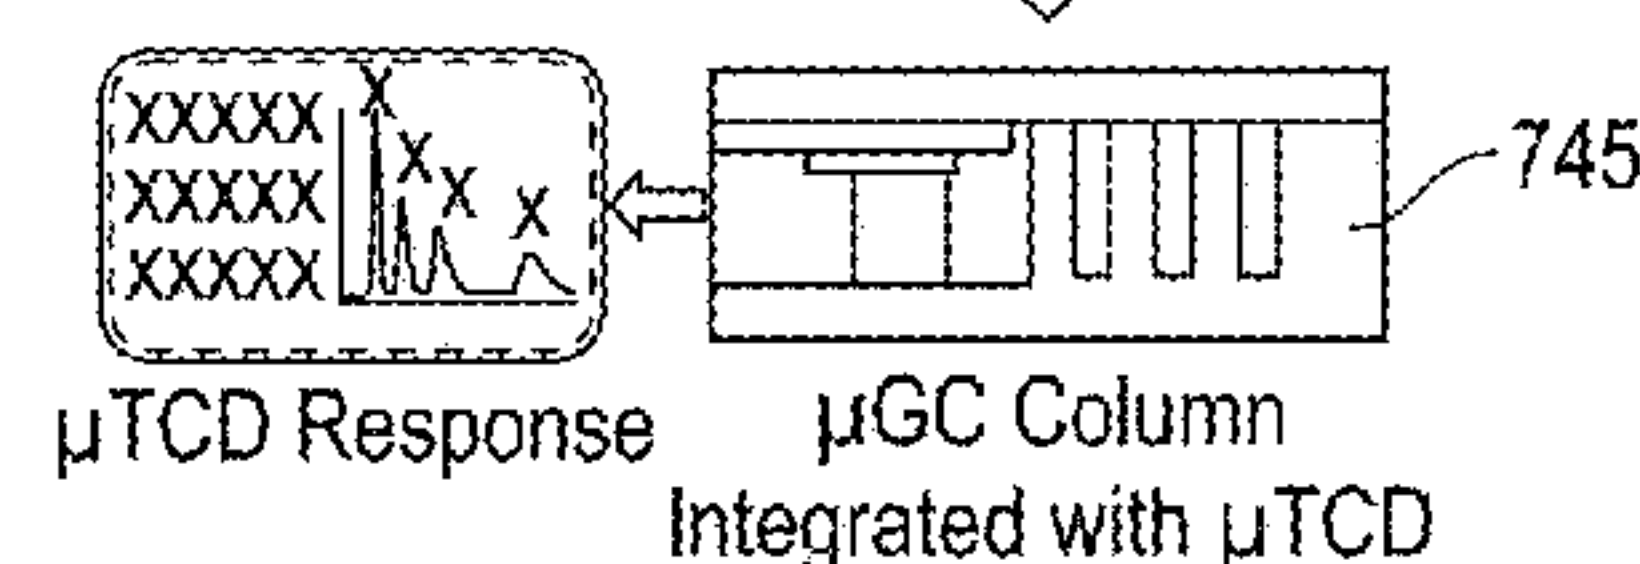 XXXXX
XXXXX
XXXXX
X
X
X
X
745
µTCD Response
µGC Column
Integrated with µTCD